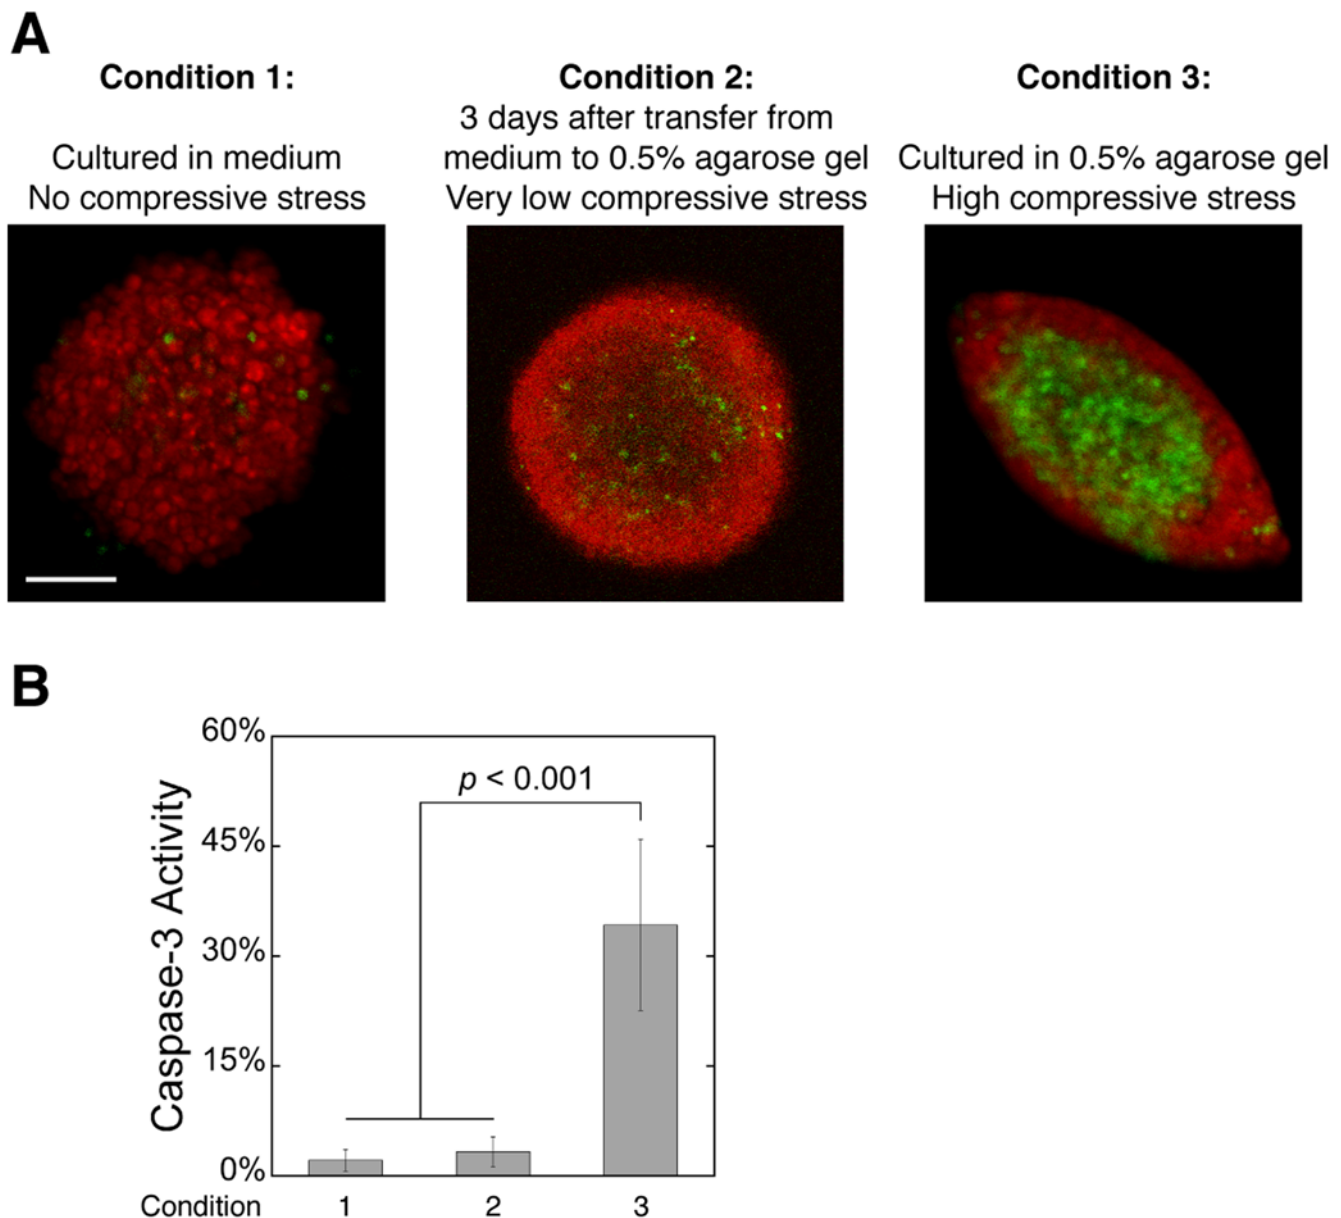 A
Condition 1:
Cultured in medium
No compressive stress
Condition 2:
3 days after transfer from
medium to 0.5% agarose gel
Very low compressive stress
Condition 3:
Cultured in 0.5% agarose gel
High compressive stress
B
Caspase-3 Activity
60%
45%
30%
15%
0%
p < 0.001
Condition 1 2 3